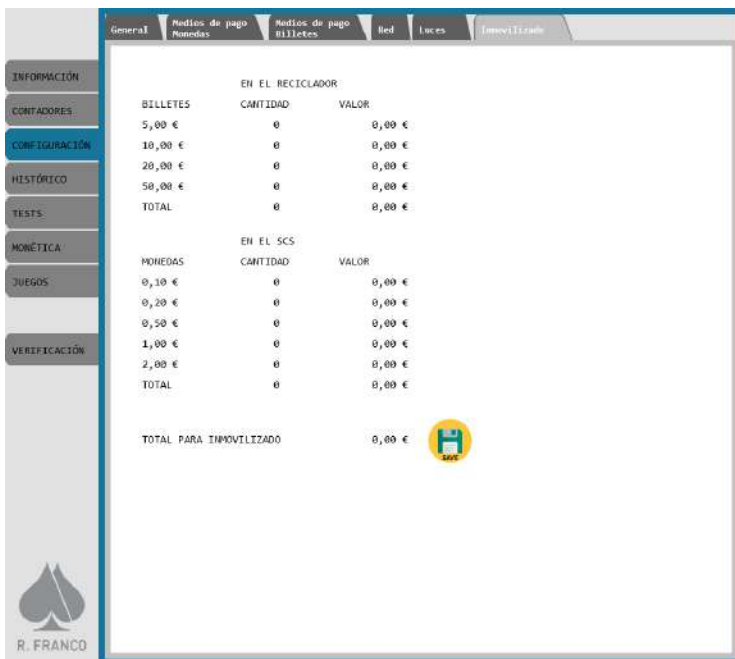 General
Medios de pago
Monedas
Medios de pago
Billetes
Red
Luces
Inmovilizado
INFORMACIÓN
CONTADORES
CONFIGURACIÓN
HISTÓRICO
TESTS
MONÉTICA
JUEGOS
VERIFICACIÓN
EN EL RECICLADOR
BILLETES CANTIDAD VALOR
5,00 € 0 0,00 €
10,00 € 0 0,00 €
20,00 € 0 0,00 €
50,00 € 0 0,00 €
TOTAL 0 0,00 €
EN EL SCS
MONEDAS CANTIDAD VALOR
0,10 € 0 0,00 €
0,20 € 0 0,00 €
0,50 € 0 0,00 €
1,00 € 0 0,00 €
2,00 € 0 0,00 €
TOTAL 0 0,00 €
TOTAL PARA INMOVILIZADO 0,00 €
SAVE
R. FRANCO